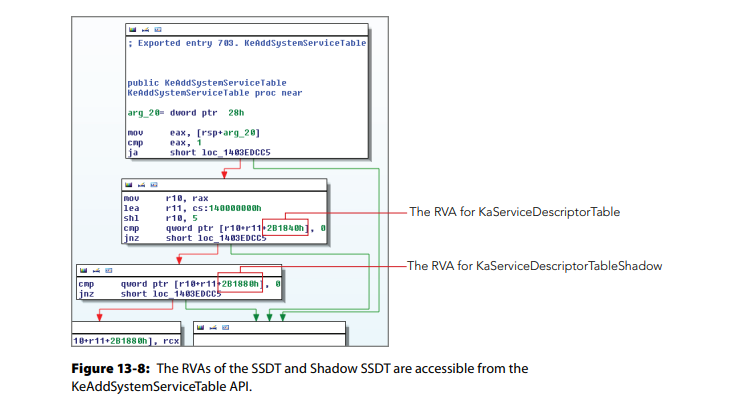 ; Exported entry 703. KeAddSystemServiceTable
public KeAddSystemServiceTable
KeAddSystemServiceTable proc near
arg_20= dword ptr  28h
mov     eax, [rsp+arg_20]
cmp     eax, 1
ja      short loc_1403EDCC5
mov     r10, rax
lea     r11, cs:140000000h
shl     r10, 5
cmp     qword ptr [r10+r11+2B1840h], 0
jnz     short loc_1403EDCC5
The RVA for KaServiceDescriptorTable
The RVA for KaServiceDescriptorTableShadow
cmp     qword ptr [r10+r11+2B1880h], 0
jnz     short loc_1403EDCC5
10+r11+2B1880h], rcx
Figure 13-8: The RVAs of the SSDT and Shadow SSDT are accessible from the
KeAddSystemServiceTable API.